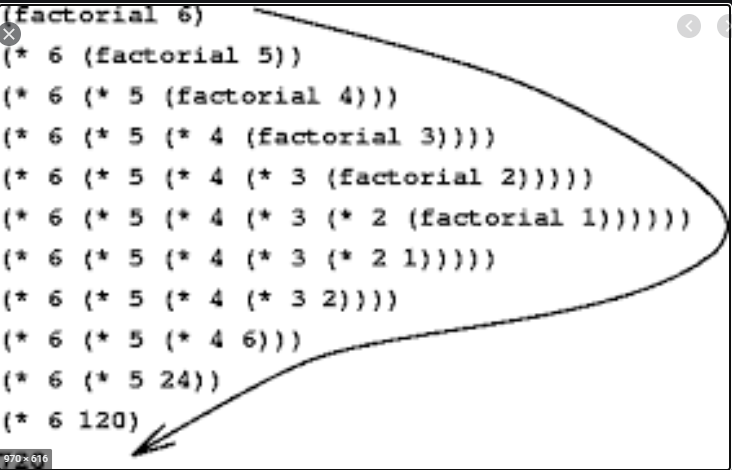 (factorial 6)
(* 6 (factorial 5))
(* 6 (* 5 (factorial 4)))
(* 6 (* 5 (* 4 (factorial 3))))
(* 6 (* 5 (* 4 (* 3 (factorial 2)))))
(* 6 (* 5 (* 4 (* 3 (* 2 (factorial 1))))))
(* 6 (* 5 (* 4 (* 3 (* 2 1)))))
(* 6 (* 5 (* 4 (* 3 2))))
(* 6 (* 5 (* 4 6)))
(* 6 (* 5 24))
(* 6 120)
970 × 616